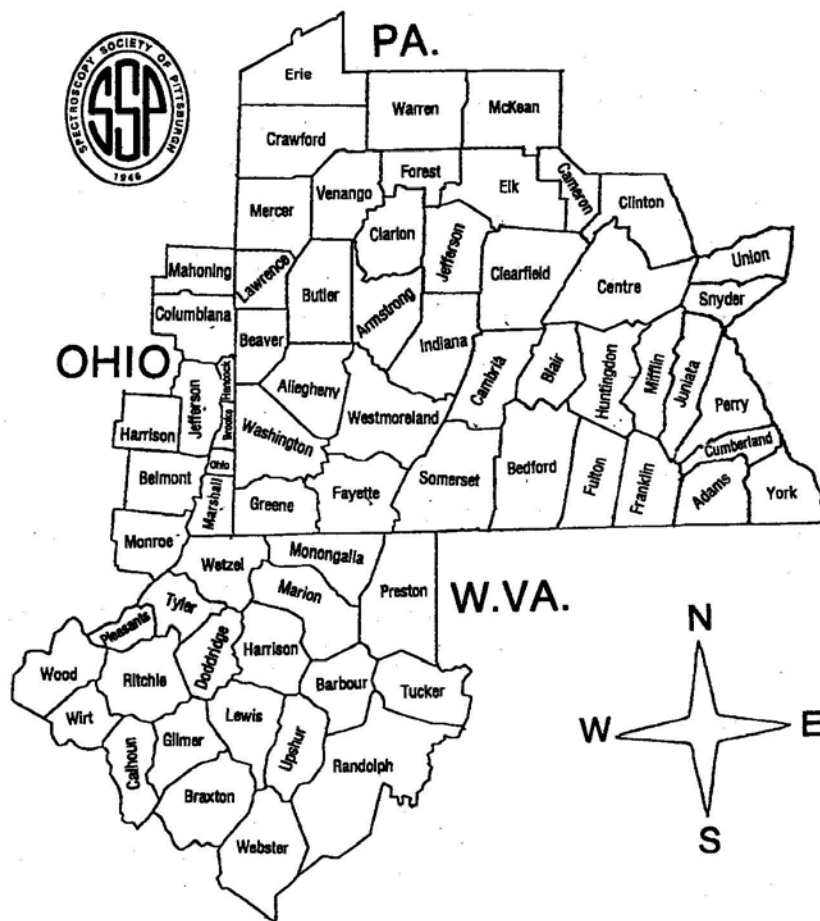 PA.
SPECTROSCOPY SOCIETY OF PITTSBURGH
SSP
1946
Erie
Warren
McKean
Crawford
Forest
Elk
Cameron
Clinton
Venango
Mercer
Clarion
Jefferson
Clearfield
Centre
Union
Snyder
Mahoning
Lawrence
Butler
Armstrong
Columbiana
Beaver
Indiana
OHIO
Hancock
Jefferson
Brooke
Allegheny
Westmoreland
Cambria
Blair
Huntingdon
Mifflin
Juniata
Perry
Cumberland
Harrison
Washington
Ohio
Belmont
Marshall
Greene
Fayette
Somerset
Bedford
Fulton
Franklin
Adams
York
Monroe
Wetzel
Monongalia
Marion
Preston
W.VA.
Tyler
Pleasants
Doddridge
Harrison
Wood
Ritchie
Barbour
Tucker
Wirt
Lewis
Gilmer
Calhoun
Upshur
Randolph
Braxton
Webster
N
W
E
S